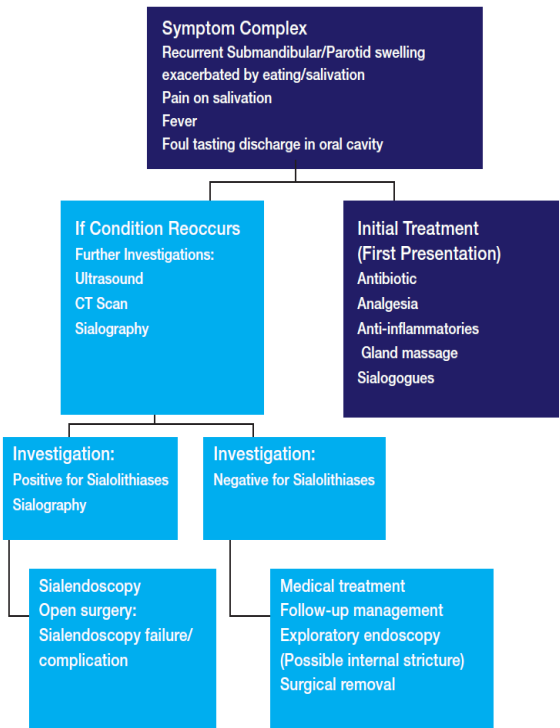 Symptom Complex
Recurrent Submandibular/Parotid swelling
exacerbated by eating/salivation
Pain on salivation
Fever
Foul tasting discharge in oral cavity
If Condition Reoccurs
Further Investigations:
Ultrasound
CT Scan
Sialography
Initial Treatment
(First Presentation)
Antibiotic
Analgesia
Anti-inflammatories
Gland massage
Sialogogues
Investigation:
Positive for Sialolithiases
Sialography
Investigation:
Negative for Sialolithiases
Sialendoscopy
Open surgery:
Sialendoscopy failure/
complication
Medical treatment
Follow-up management
Exploratory endoscopy
(Possible internal stricture)
Surgical removal